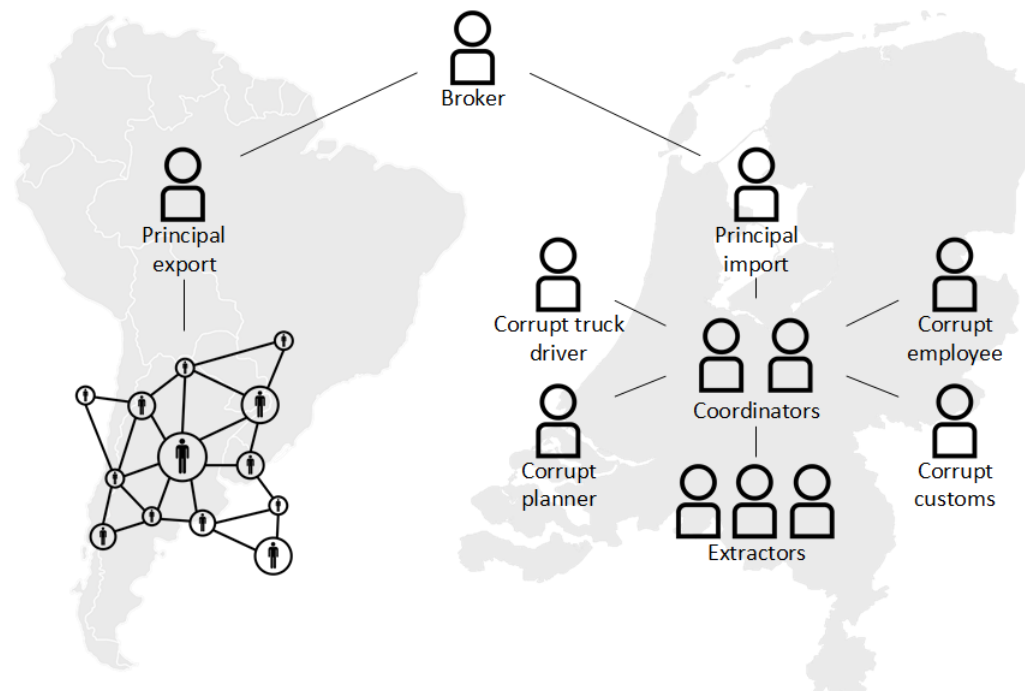 Broker
Principal
export
Principal
import
Corrupt truck
driver
Corrupt
employee
Coordinators
Corrupt
planner
Corrupt
customs
Extractors